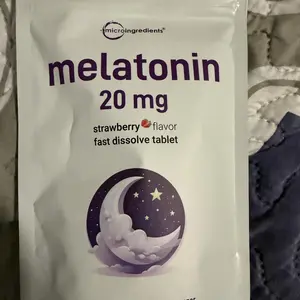 microingredients®
melatonin
20 mg
strawberry flavor
fast dissolve tablet